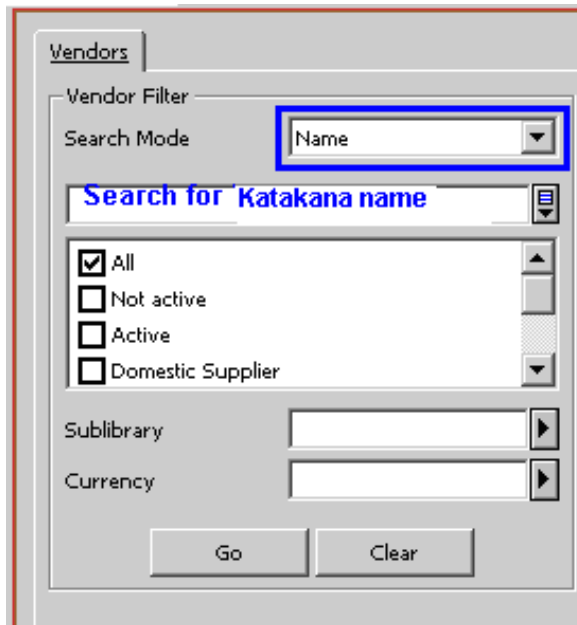 Vendors
Vendor Filter
Search Mode Name
Search for Katakana name
All
Not active
Active
Domestic Supplier
Sublibrary
Currency
Go Clear